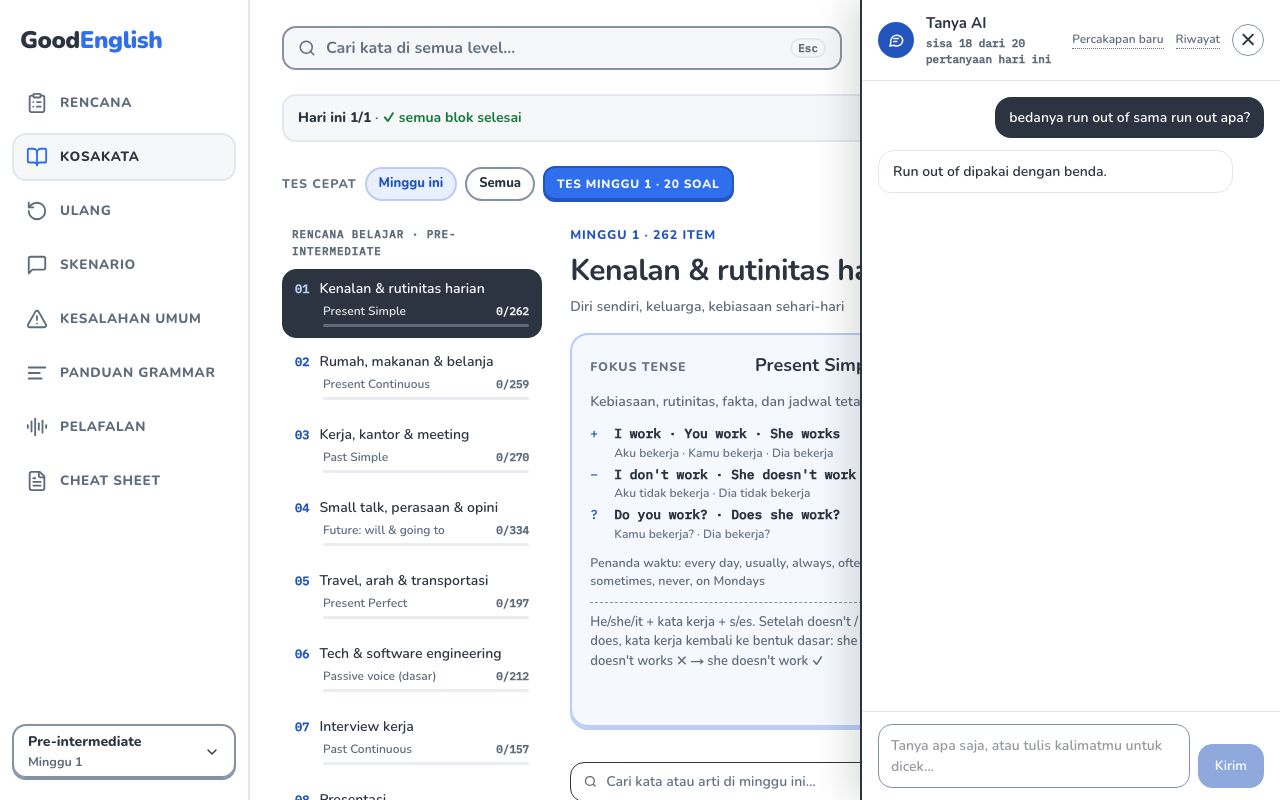 GoodEnglish
RENCANA
KOSAKATA
ULANG
SKENARIO
KESALAHAN UMUM
PANDUAN GRAMMAR
PELAFALAN
CHEAT SHEET
Pre-intermediate
Minggu 1
Cari kata di semua level...
Esc
Hari ini 1/1 · ✓ semua blok selesai
TES CEPAT
Minggu ini
Semua
TES MINGGU 1 · 20 SOAL
RENCANA BELAJAR · PRE-
INTERMEDIATE
01 Kenalan & rutinitas harian
Present Simple 0/262
02 Rumah, makanan & belanja
Present Continuous 0/259
03 Kerja, kantor & meeting
Past Simple 0/270
04 Small talk, perasaan & opini
Future: will & going to 0/334
05 Travel, arah & transportasi
Present Perfect 0/197
06 Tech & software engineering
Passive voice (dasar) 0/212
07 Interview kerja
Past Continuous 0/157
08 Presentasi
MINGGU 1 · 262 ITEM
Kenalan & rutinitas ha
Diri sendiri, keluarga, kebiasaan sehari-hari
FOKUS TENSE
Present Simp
Kebiasaan, rutinitas, fakta, dan jadwal teta
+ I work · You work · She works
Aku bekerja · Kamu bekerja · Dia bekerja
− I don't work · She doesn't work
Aku tidak bekerja · Dia tidak bekerja
? Do you work? · Does she work?
Kamu bekerja? · Dia bekerja?
Penanda waktu: every day, usually, always, ofte
sometimes, never, on Mondays
He/she/it + kata kerja + s/es. Setelah doesn't /
does, kata kerja kembali ke bentuk dasar: she
doesn't works ✕ → she doesn't work ✓
Cari kata atau arti di minggu ini...
Tanya AI
sisa 18 dari 20
pertanyaan hari ini
Percakapan baru
Riwayat
bedanya run out of sama run out apa?
Run out of dipakai dengan benda.
Tanya apa saja, atau tulis kalimatmu untuk
dicek...
Kirim